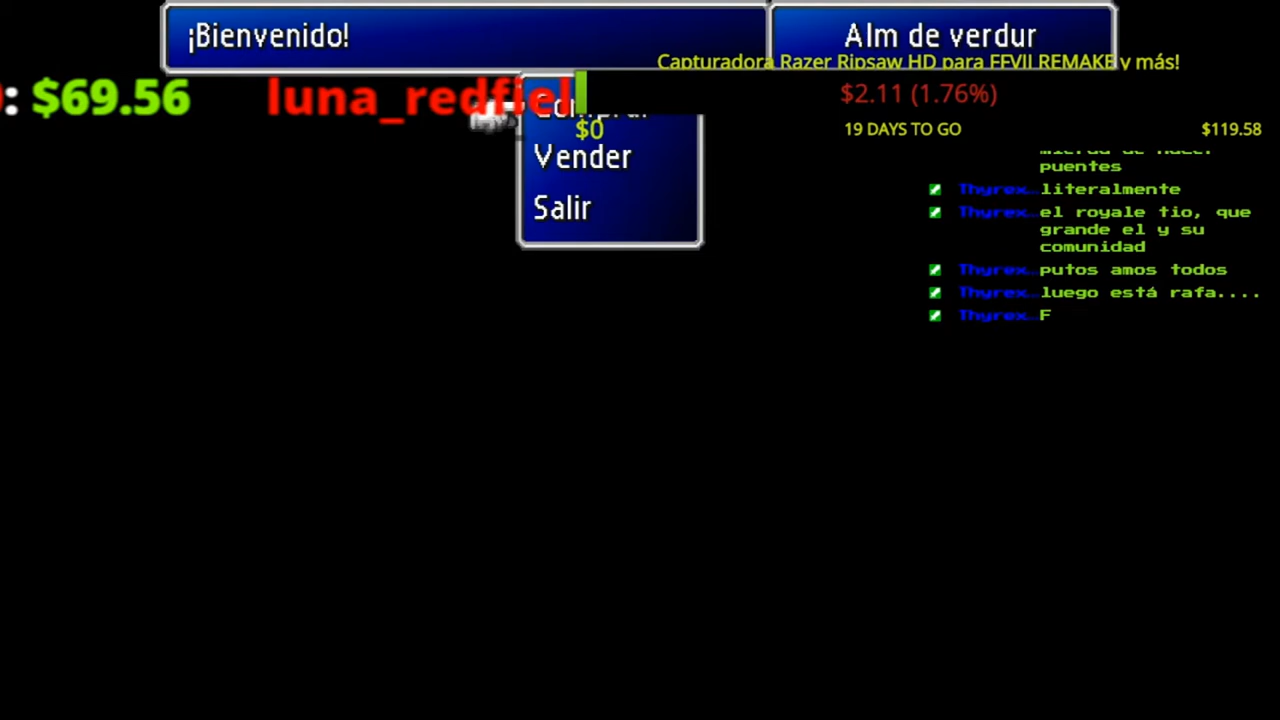 ¡Bienvenido!
Alm de verdur
Capturadora Razer Ripsaw HD para FFVII REMAKE y más!
: $69.56
luna_redfiel
$2.11 (1.76%)
Comprar
$0
19 DAYS TO GO
$119.58
Vender
Salir
puentes
Thyrex…literalmente
Thyrex…el royale tio, que
grande el y su
comunidad
Thyrex…putos amos todos
Thyrex…luego está rafa....
Thyrex…F